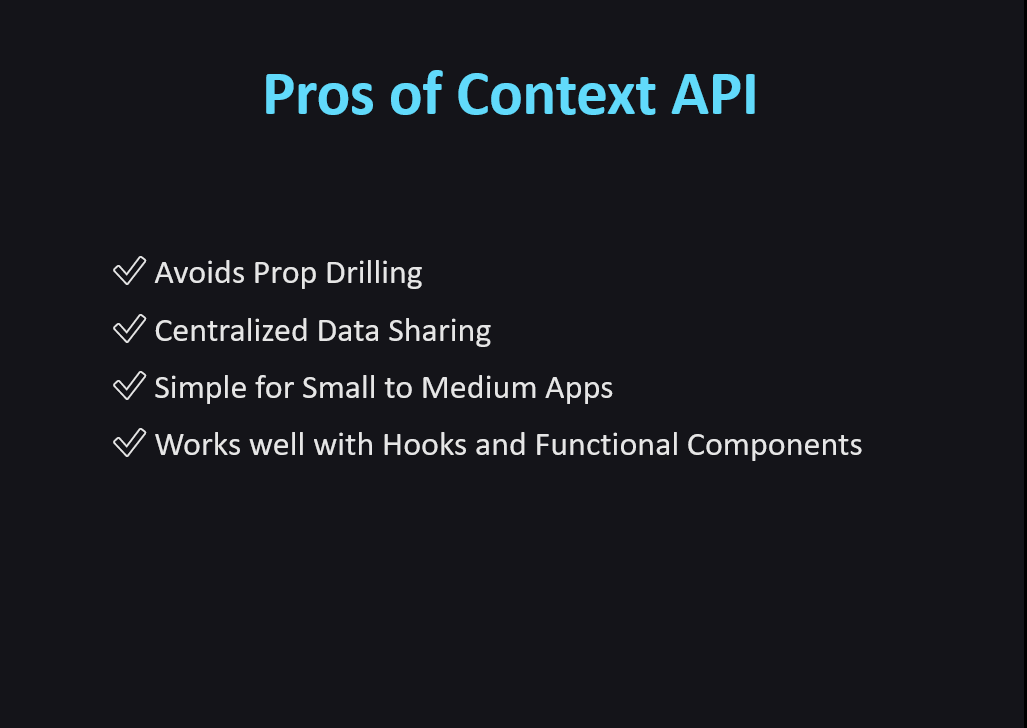 Pros of Context API
✓ Avoids Prop Drilling
✓ Centralized Data Sharing
✓ Simple for Small to Medium Apps
✓ Works well with Hooks and Functional Components